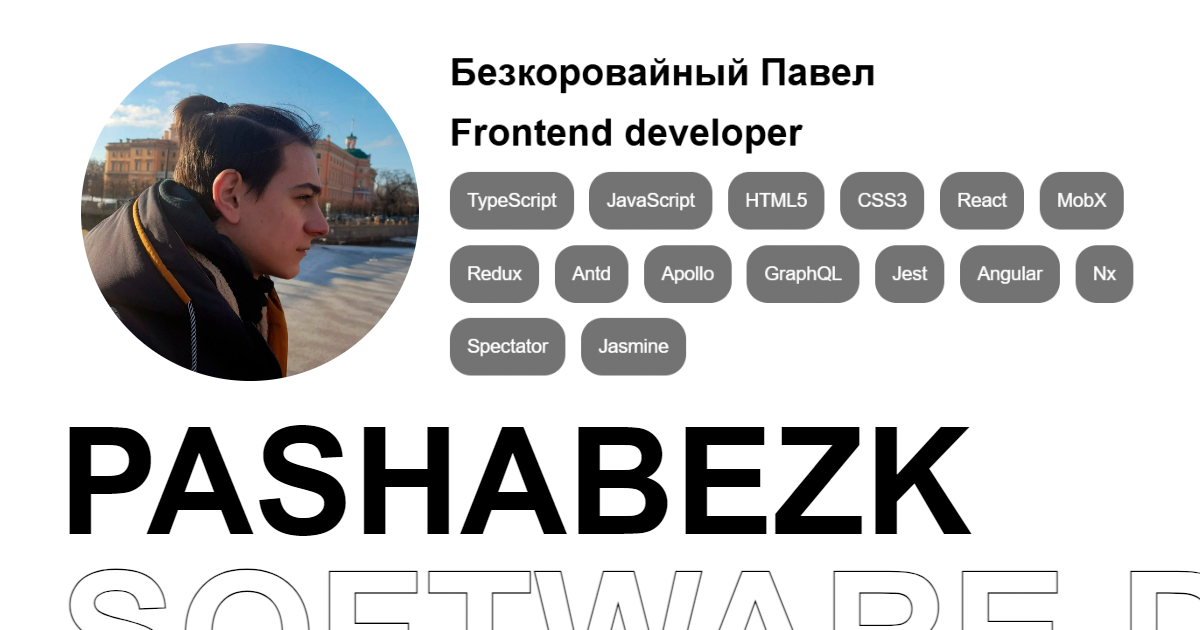 Безкоровайный Павел
Frontend developer
TypeScript JavaScript HTML5 CSS3 React MobX
Redux Antd Apollo GraphQL Jest Angular Nx
Spectator Jasmine
PASHABEZK
SOFTWARE D